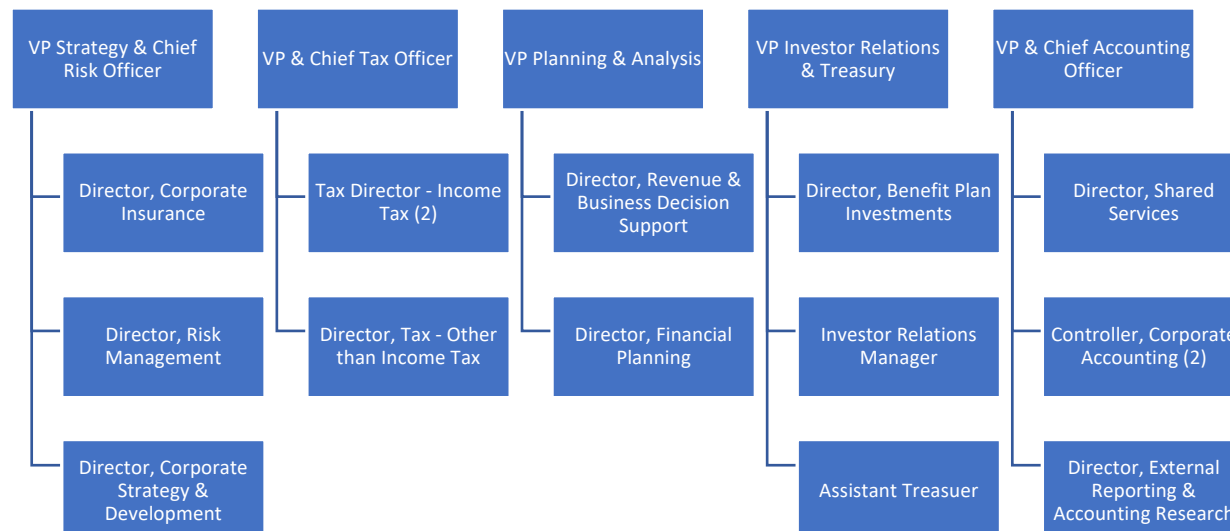 VP Strategy & Chief
Risk Officer
VP & Chief Tax Officer
VP Planning & Analysis
VP Investor Relations
& Treasury
VP & Chief Accounting
Officer
Director, Corporate
Insurance
Tax Director - Income
Tax (2)
Director, Revenue &
Business Decision
Support
Director, Benefit Plan
Investments
Director, Shared
Services
Director, Risk
Management
Director, Tax - Other
than Income Tax
Director, Financial
Planning
Investor Relations
Manager
Controller, Corporate
Accounting (2)
Director, Corporate
Strategy &
Development
Assistant Treasuer
Director, External
Reporting &
Accounting Research